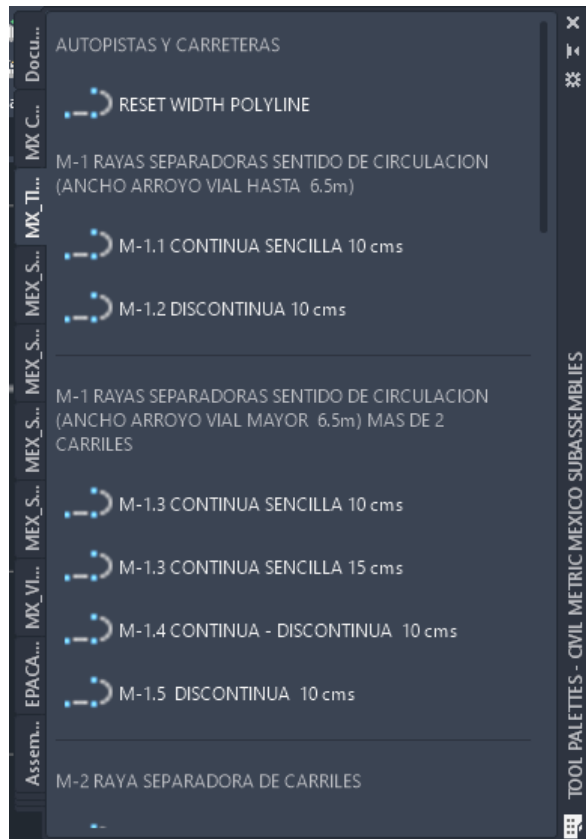 Docu...
MX C...
MX_TI...
MEX_S...
MEX_S...
MEX_S...
MEX_S...
MX_VI...
EPACA...
Assem...
AUTOPISTAS Y CARRETERAS
RESET WIDTH POLYLINE
M-1 RAYAS SEPARADORAS SENTIDO DE CIRCULACION
(ANCHO ARROYO VIAL HASTA 6.5m)
M-1.1 CONTINUA SENCILLA 10 cms
M-1.2 DISCONTINUA 10 cms
M-1 RAYAS SEPARADORAS SENTIDO DE CIRCULACION
(ANCHO ARROYO VIAL MAYOR 6.5m) MAS DE 2
CARRILES
M-1.3 CONTINUA SENCILLA 10 cms
M-1.3 CONTINUA SENCILLA 15 cms
M-1.4 CONTINUA - DISCONTINUA 10 cms
M-1.5 DISCONTINUA 10 cms
M-2 RAYA SEPARADORA DE CARRILES
TOOL PALETTES - CIVIL METRIC MEXICO SUBASSEMBLIES